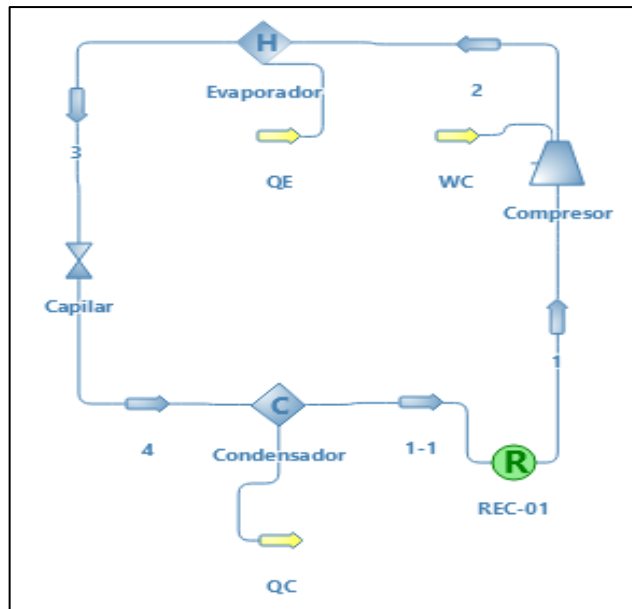 H
Evaporador
2
3
QE
WC
Compresor
Capilar
1
C
4
Condensador
1-1
R
REC-01
QC